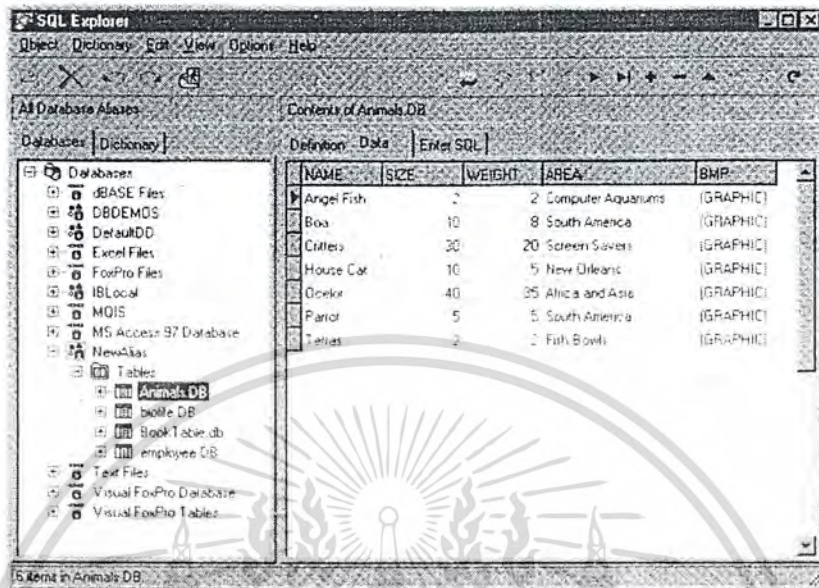 SQL Explorer
Object Dictionary Edit View Options Help
All Database Aliases
Contents of Animals.DB
Databases Dictionary
Definition Data Enter SQL
Databases
dBASE Files
DBDEMOS
DefaultDD
Excel Files
FoxPro Files
IBLocal
MQIS
MS Access 97 Database
NewAlias
Tables
Animals.DB
biolife.DB
BookTable.db
employee.DB
Text Files
Visual FoxPro Database
Visual FoxPro Tables
NAME SIZE WEIGHT AREA BMP
Angel Fish 2 2 Computer Aquariums (GRAPHIC)
Boa 10 8 South America (GRAPHIC)
Critters 30 20 Screen Savers (GRAPHIC)
House Cat 10 5 New Orleans (GRAPHIC)
Ocelot 40 35 Africa and Asia (GRAPHIC)
Parrot 5 5 South America (GRAPHIC)
Tetras 2 2 Fish Bowls (GRAPHIC)
6 items in Animals.DB.